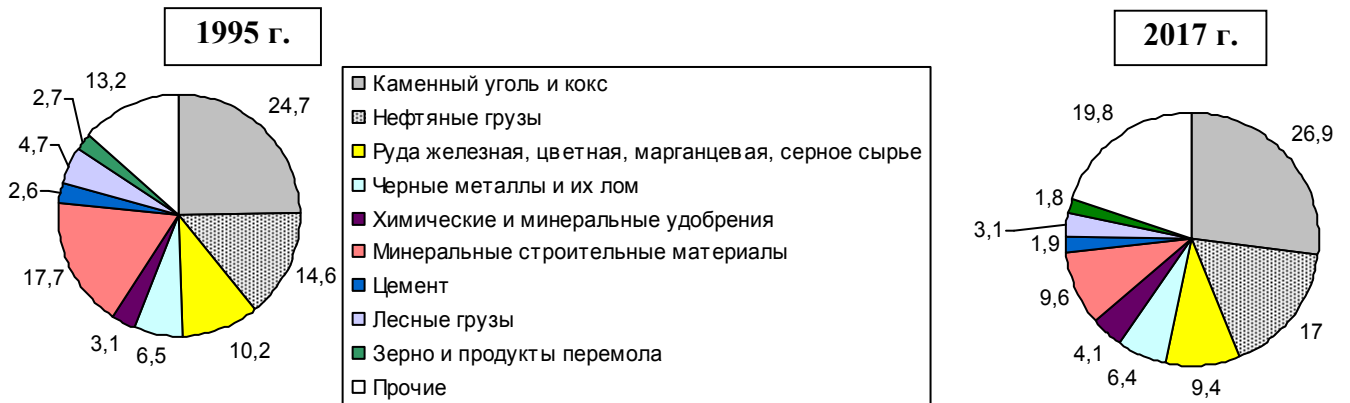 1995 г.
13,2
24,7
2,7
4,7
2,6
17,7
3,1
6,5
10,2
14,6
Каменный уголь и кокс
Нефтяные грузы
Руда железная, цветная, марганцевая, серное сырье
Черные металлы и их лом
Химические и минеральные удобрения
Минеральные строительные материалы
Цемент
Лесные грузы
Зерно и продукты перемола
Прочие
2017 г.
19,8
26,9
1,8
3,1
1,9
9,6
4,1
6,4
9,4
17